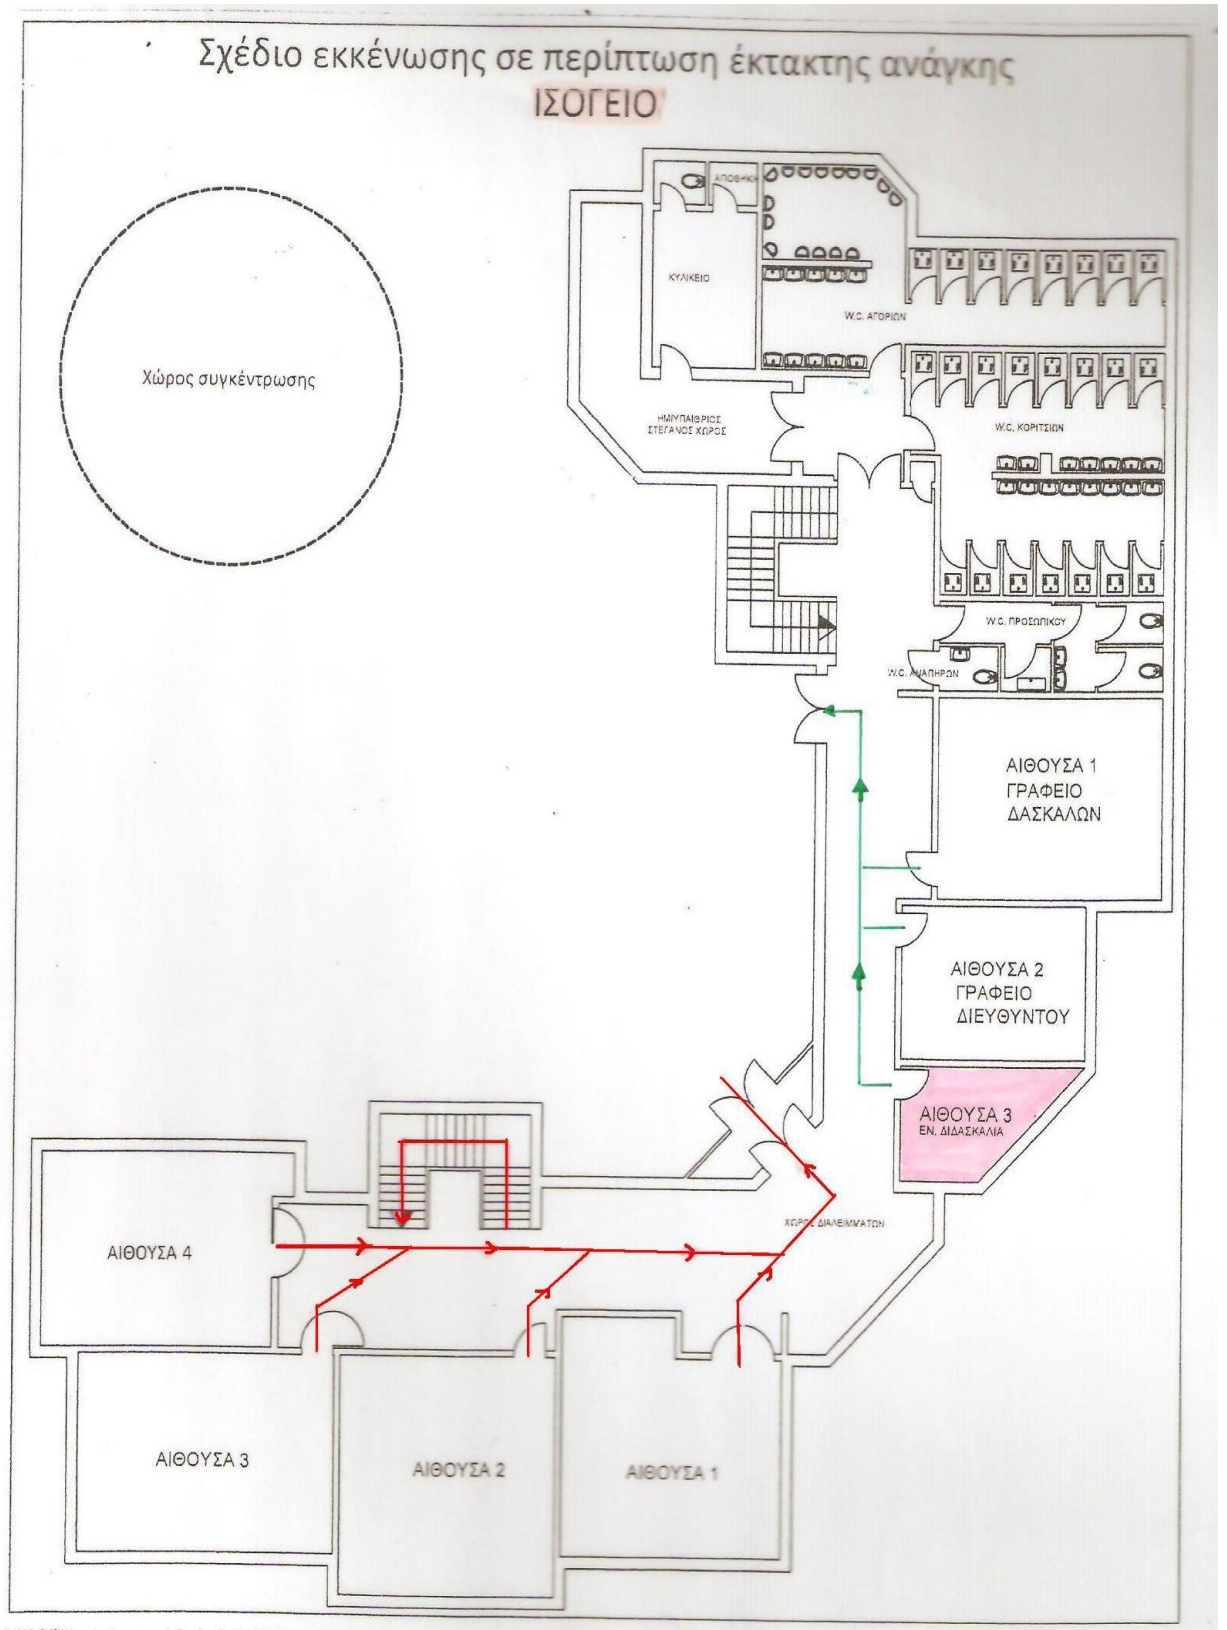 Σχέδιο εκκένωσης σε περίπτωση έκτακτης ανάγκης
ΙΣΟΓΕΙΟ
ΑΠΟΘΗΚΗ
ΚΥΛΙΚΕΙΟ
W.C. ΑΓΟΡΙΩΝ
Χώρος συγκέντρωσης
ΗΜΙΥΠΑΙΘΡΙΟΣ
ΣΤΕΓΑΝΟΣ ΧΩΡΟΣ
W.C. ΚΟΡΙΤΣΙΩΝ
W.C. ΠΡΟΣΩΠΙΚΟΥ
W.C. ΑΝΑΠΗΡΩΝ
ΑΙΘΟΥΣΑ 1
ΓΡΑΦΕΙΟ
ΔΑΣΚΑΛΩΝ
ΑΙΘΟΥΣΑ 2
ΓΡΑΦΕΙΟ
ΔΙΕΥΘΥΝΤΟΥ
ΑΙΘΟΥΣΑ 3
ΕΝ. ΔΙΔΑΣΚΑΛΙΑ
ΧΩΡΟΣ ΔΙΑΛΕΙΜΜΑΤΩΝ
ΑΙΘΟΥΣΑ 4
ΑΙΘΟΥΣΑ 3
ΑΙΘΟΥΣΑ 2
ΑΙΘΟΥΣΑ 1